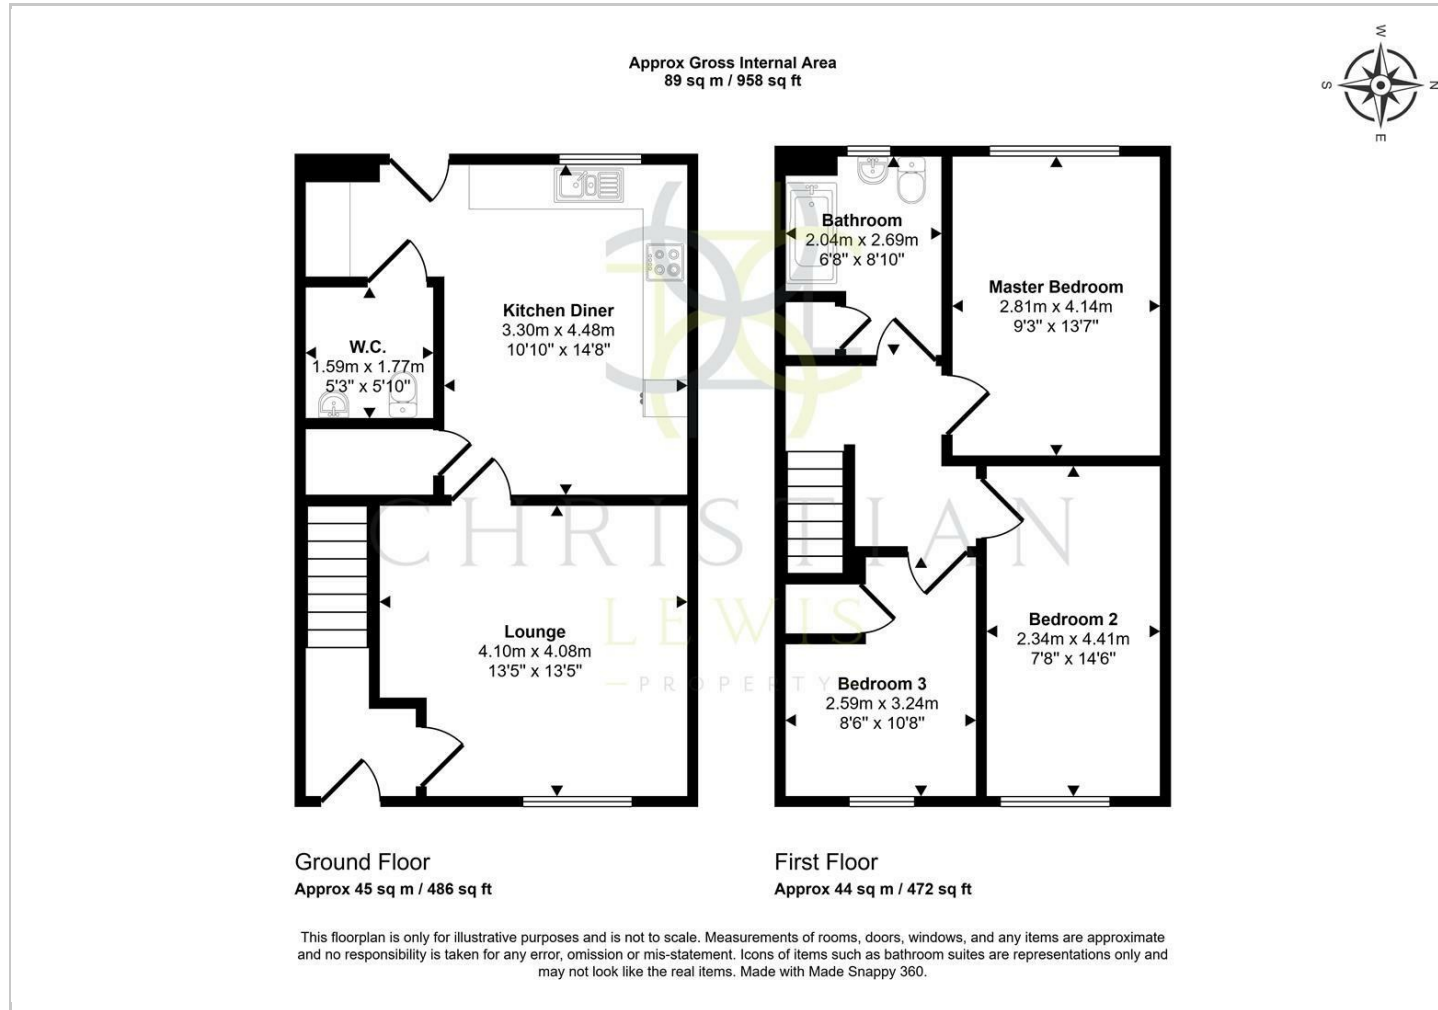 Approx Gross Internal Area
89 sq m / 958 sq ft
W
S
N
E
Kitchen Diner
3.30m x 4.48m
10'10" x 14'8"
W.C.
1.59m x 1.77m
5'3" x 5'10"
Lounge
4.10m x 4.08m
13'5" x 13'5"
Bathroom
2.04m x 2.69m
6'8" x 8'10"
Master Bedroom
2.81m x 4.14m
9'3" x 13'7"
Bedroom 2
2.34m x 4.41m
7'8" x 14'6"
Bedroom 3
2.59m x 3.24m
8'6" x 10'8"
CHRISTIAN
LEWIS
PROPERTY
Ground Floor
Approx 45 sq m / 486 sq ft
First Floor
Approx 44 sq m / 472 sq ft
This floorplan is only for illustrative purposes and is not to scale. Measurements of rooms, doors, windows, and any items are approximate
and no responsibility is taken for any error, omission or mis-statement. Icons of items such as bathroom suites are representations only and
may not look like the real items. Made with Made Snappy 360.